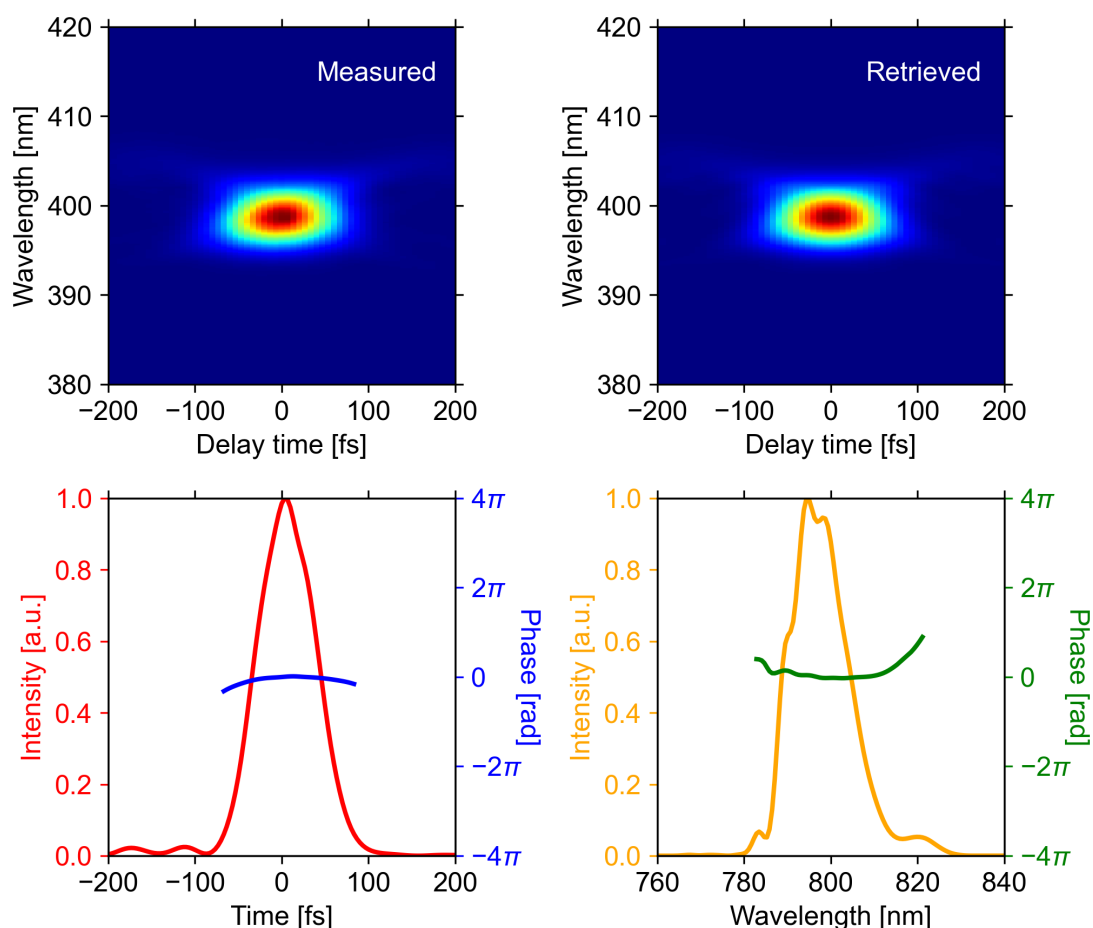 420
410
400
390
380
Wavelength [nm]
Measured
−200 −100 0 100 200
Delay time [fs]
420
410
400
390
380
Wavelength [nm]
Retrieved
−200 −100 0 100 200
Delay time [fs]
1.0
0.8
0.6
0.4
0.2
0.0
Intensity [a.u.]
4π
2π
0
−2π
−4π
Phase [rad]
−200 −100 0 100 200
Time [fs]
1.0
0.8
0.6
0.4
0.2
0.0
Intensity [a.u.]
4π
2π
0
−2π
−4π
Phase [rad]
760 780 800 820 840
Wavelength [nm]